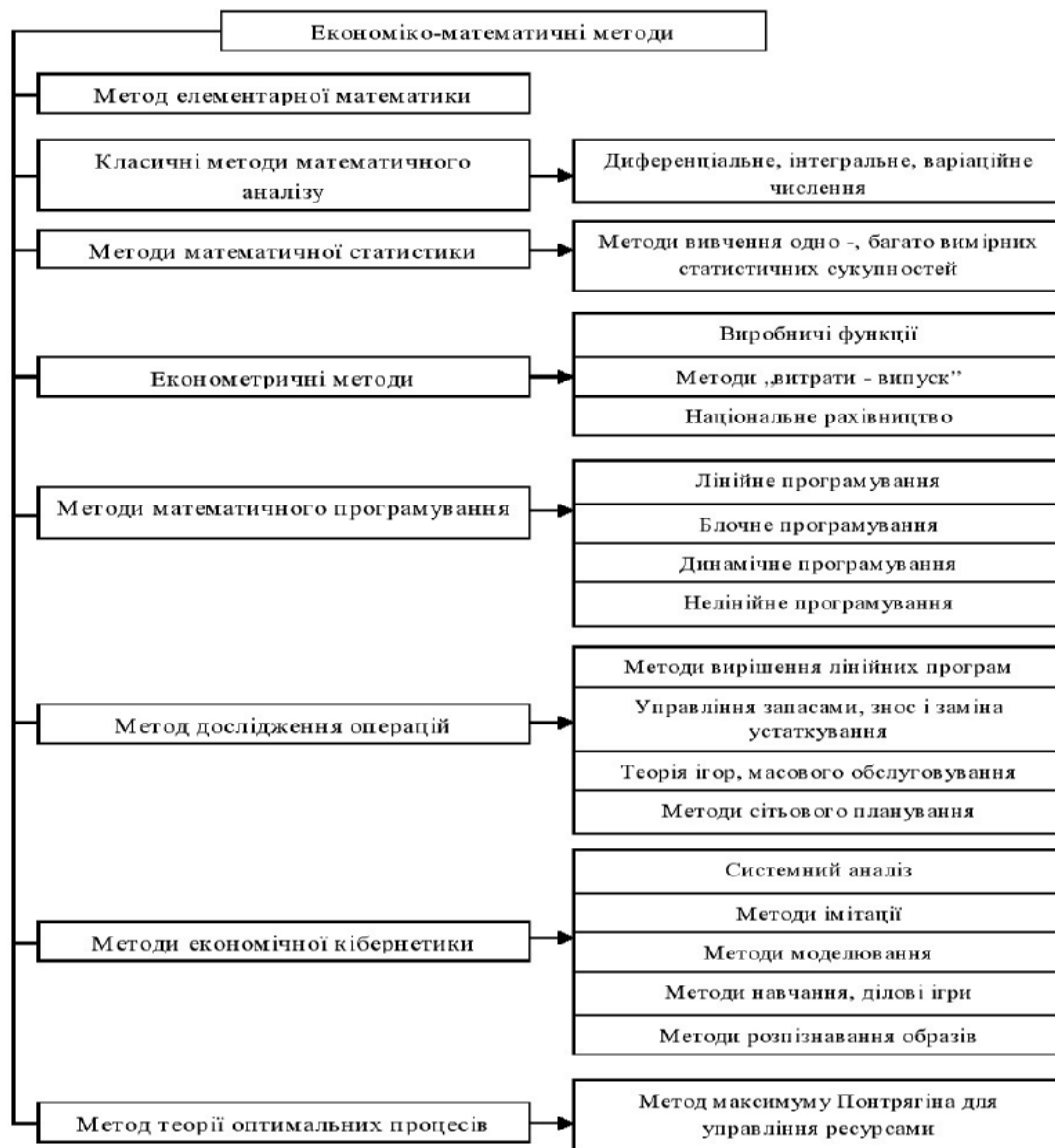 Економіко-математичні методи
Метод елементарної математики
Класичні методи математичного
аналізу
Диференціальне, інтегральне, варіаційне
числення
Методи математичної статистики
Методи вивчення одно -, багато вимірних
статистичних сукупностей
Економетричні методи
Виробничі функції
Методи „витрати - випуск”
Національне рахівництво
Методи математичного програмування
Лінійне програмування
Блочне програмування
Динамічне програмування
Нелінійне програмування
Метод дослідження операцій
Методи вирішення лінійних програм
Управління запасами, знос і заміна
устаткування
Теорія ігор, масового обслуговування
Методи сітьового планування
Методи економічної кібернетики
Системний аналіз
Методи імітації
Методи моделювання
Методи навчання, ділові ігри
Методи розпізнавання образів
Метод теорії оптимальних процесів
Метод максимуму Понтрягіна для
управління ресурсами